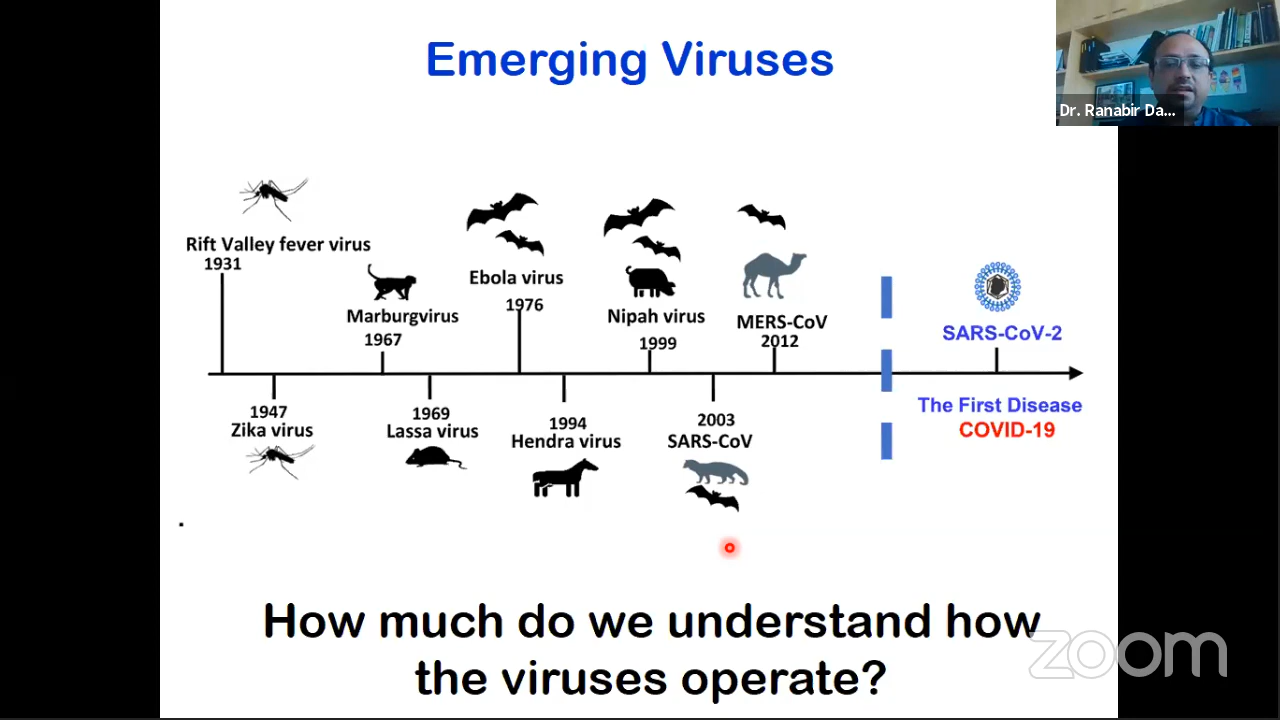 Emerging Viruses
Dr. Ranabir Da...
Rift Valley fever virus
1931
Marburgvirus
1967
Ebola virus
1976
Nipah virus
1999
MERS-CoV
2012
SARS-CoV-2
1947
Zika virus
1969
Lassa virus
1994
Hendra virus
2003
SARS-CoV
The First Disease
COVID-19
.
How much do we understand how
the viruses operate?
zoom